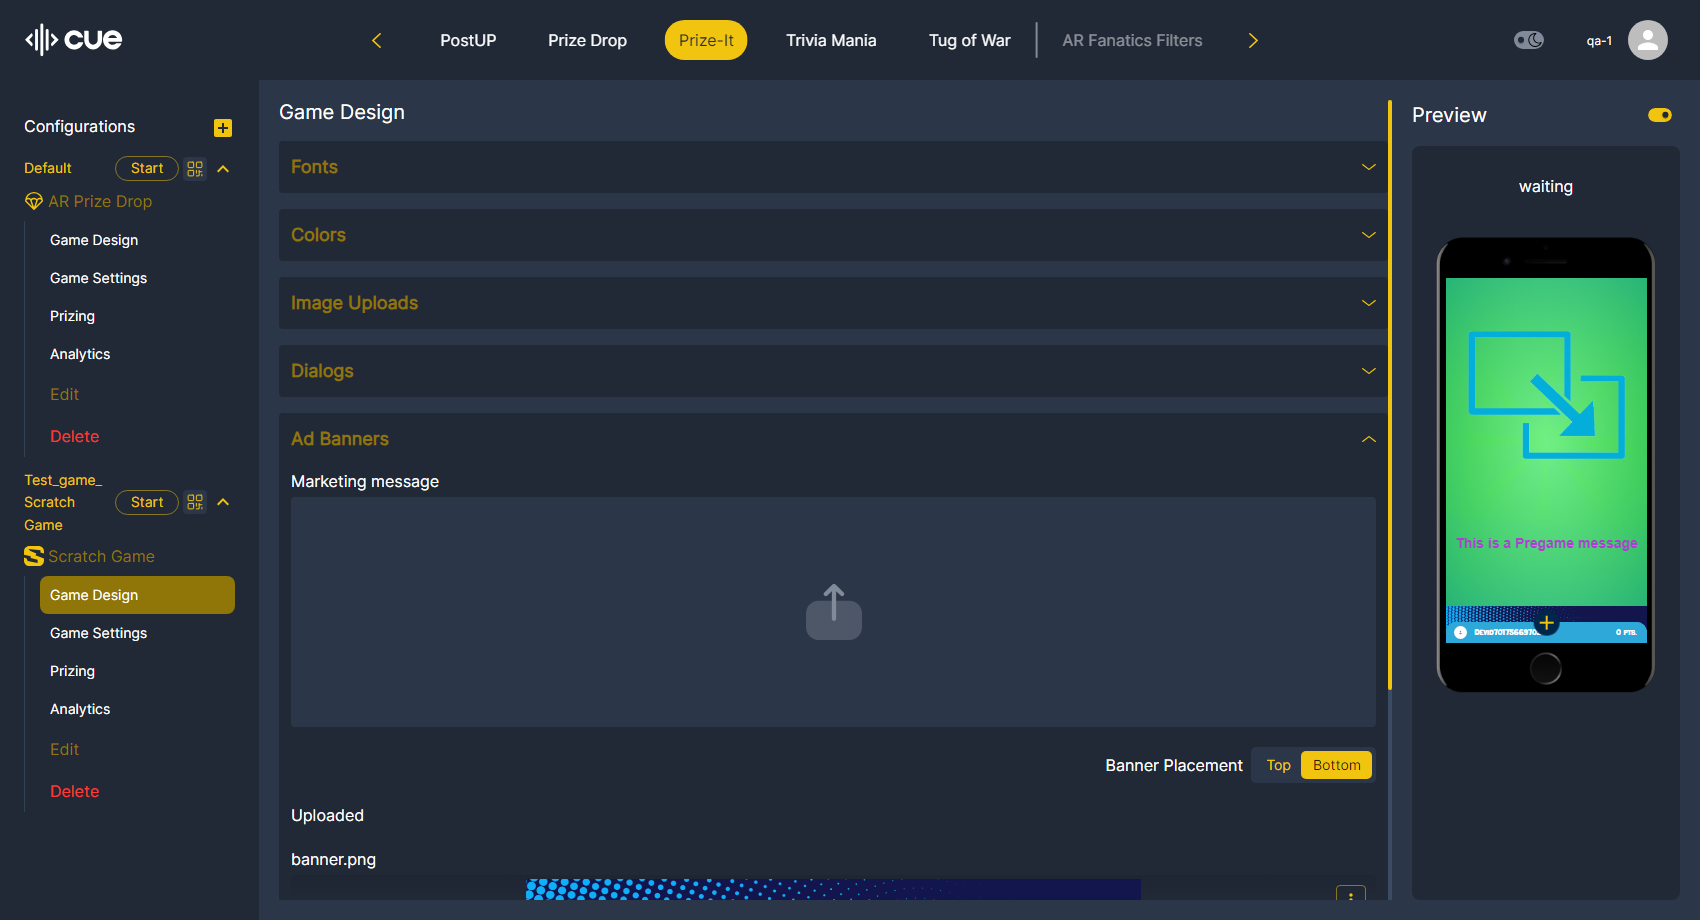 cue
PostUP
Prize Drop
Prize-It
Trivia Mania
Tug of War
AR Fanatics Filters
qa-1
Configurations
Default
Start
AR Prize Drop
Game Design
Game Settings
Prizing
Analytics
Edit
Delete
Test_game_
Scratch
Game
Start
Scratch Game
Game Design
Game Settings
Prizing
Analytics
Edit
Delete
Game Design
Fonts
Colors
Image Uploads
Dialogs
Ad Banners
Marketing message
Banner Placement
Top
Bottom
Uploaded
banner.png
Preview
waiting
This is a Pregame message
0 PTS.